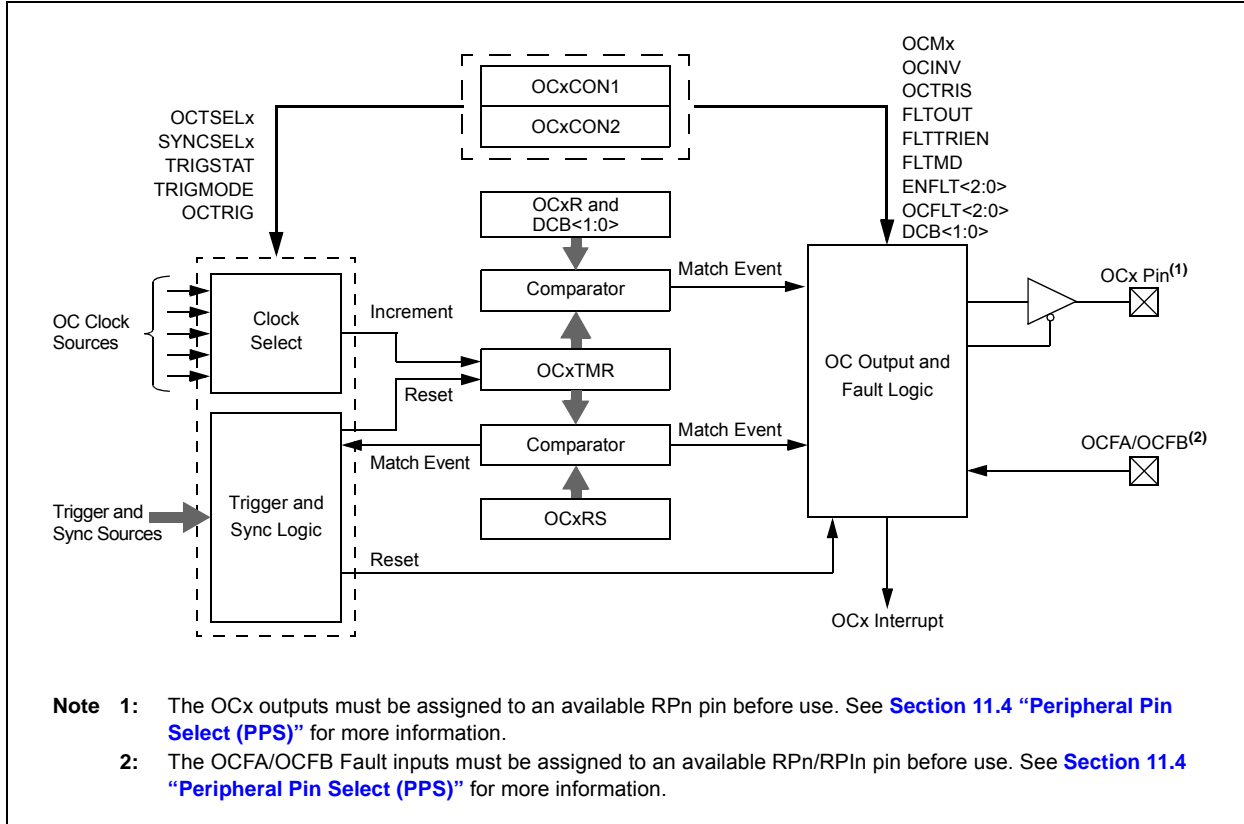 OCxCON1
OCxCON2
OCTSELx
SYNCSELx
TRIGSTAT
TRIGMODE
OCTRIG
OCMx
OCINV
OCTRIS
FLTOUT
FLTTRIEN
FLTMD
ENFLT<2:0>
OCFLT<2:0>
DCB<1:0>
OCxR and
DCB<1:0>
Match Event
OCx Pin(1)
Comparator
OC Clock
Sources
Clock
Select
Increment
OC Output and
Fault Logic
OCxTMR
Reset
Match Event
OCFA/OCFB(2)
Comparator
Match Event
Trigger and
Sync Sources
Trigger and
Sync Logic
OCxRS
Reset
OCx Interrupt
Note 1: The OCx outputs must be assigned to an available RPn pin before use. See Section 11.4 “Peripheral Pin
Select (PPS)” for more information.
2: The OCFA/OCFB Fault inputs must be assigned to an available RPn/RPIn pin before use. See Section 11.4
“Peripheral Pin Select (PPS)” for more information.